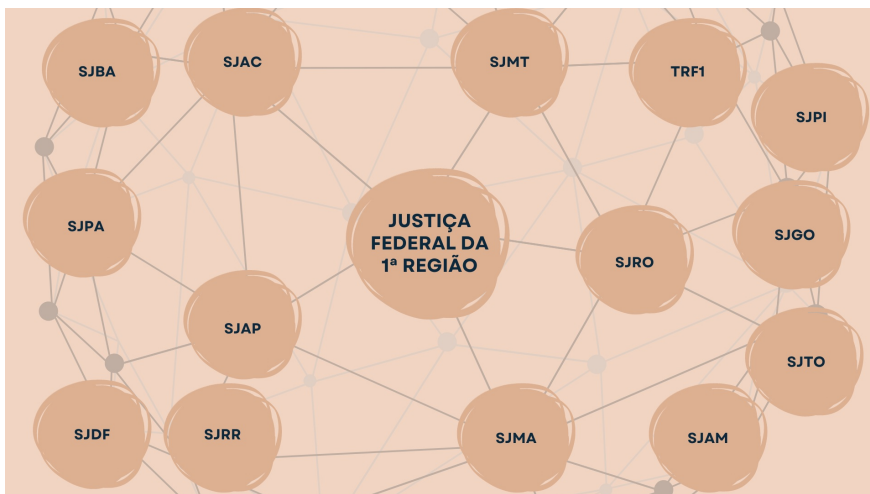 SJBA
SJAC
SJMT
TRF1
SJPI
SJPA
JUSTIÇA
FEDERAL DA
1ª REGIÃO
SJRO
SJGO
SJAP
SJTO
SJDF
SJRR
SJMA
SJAM